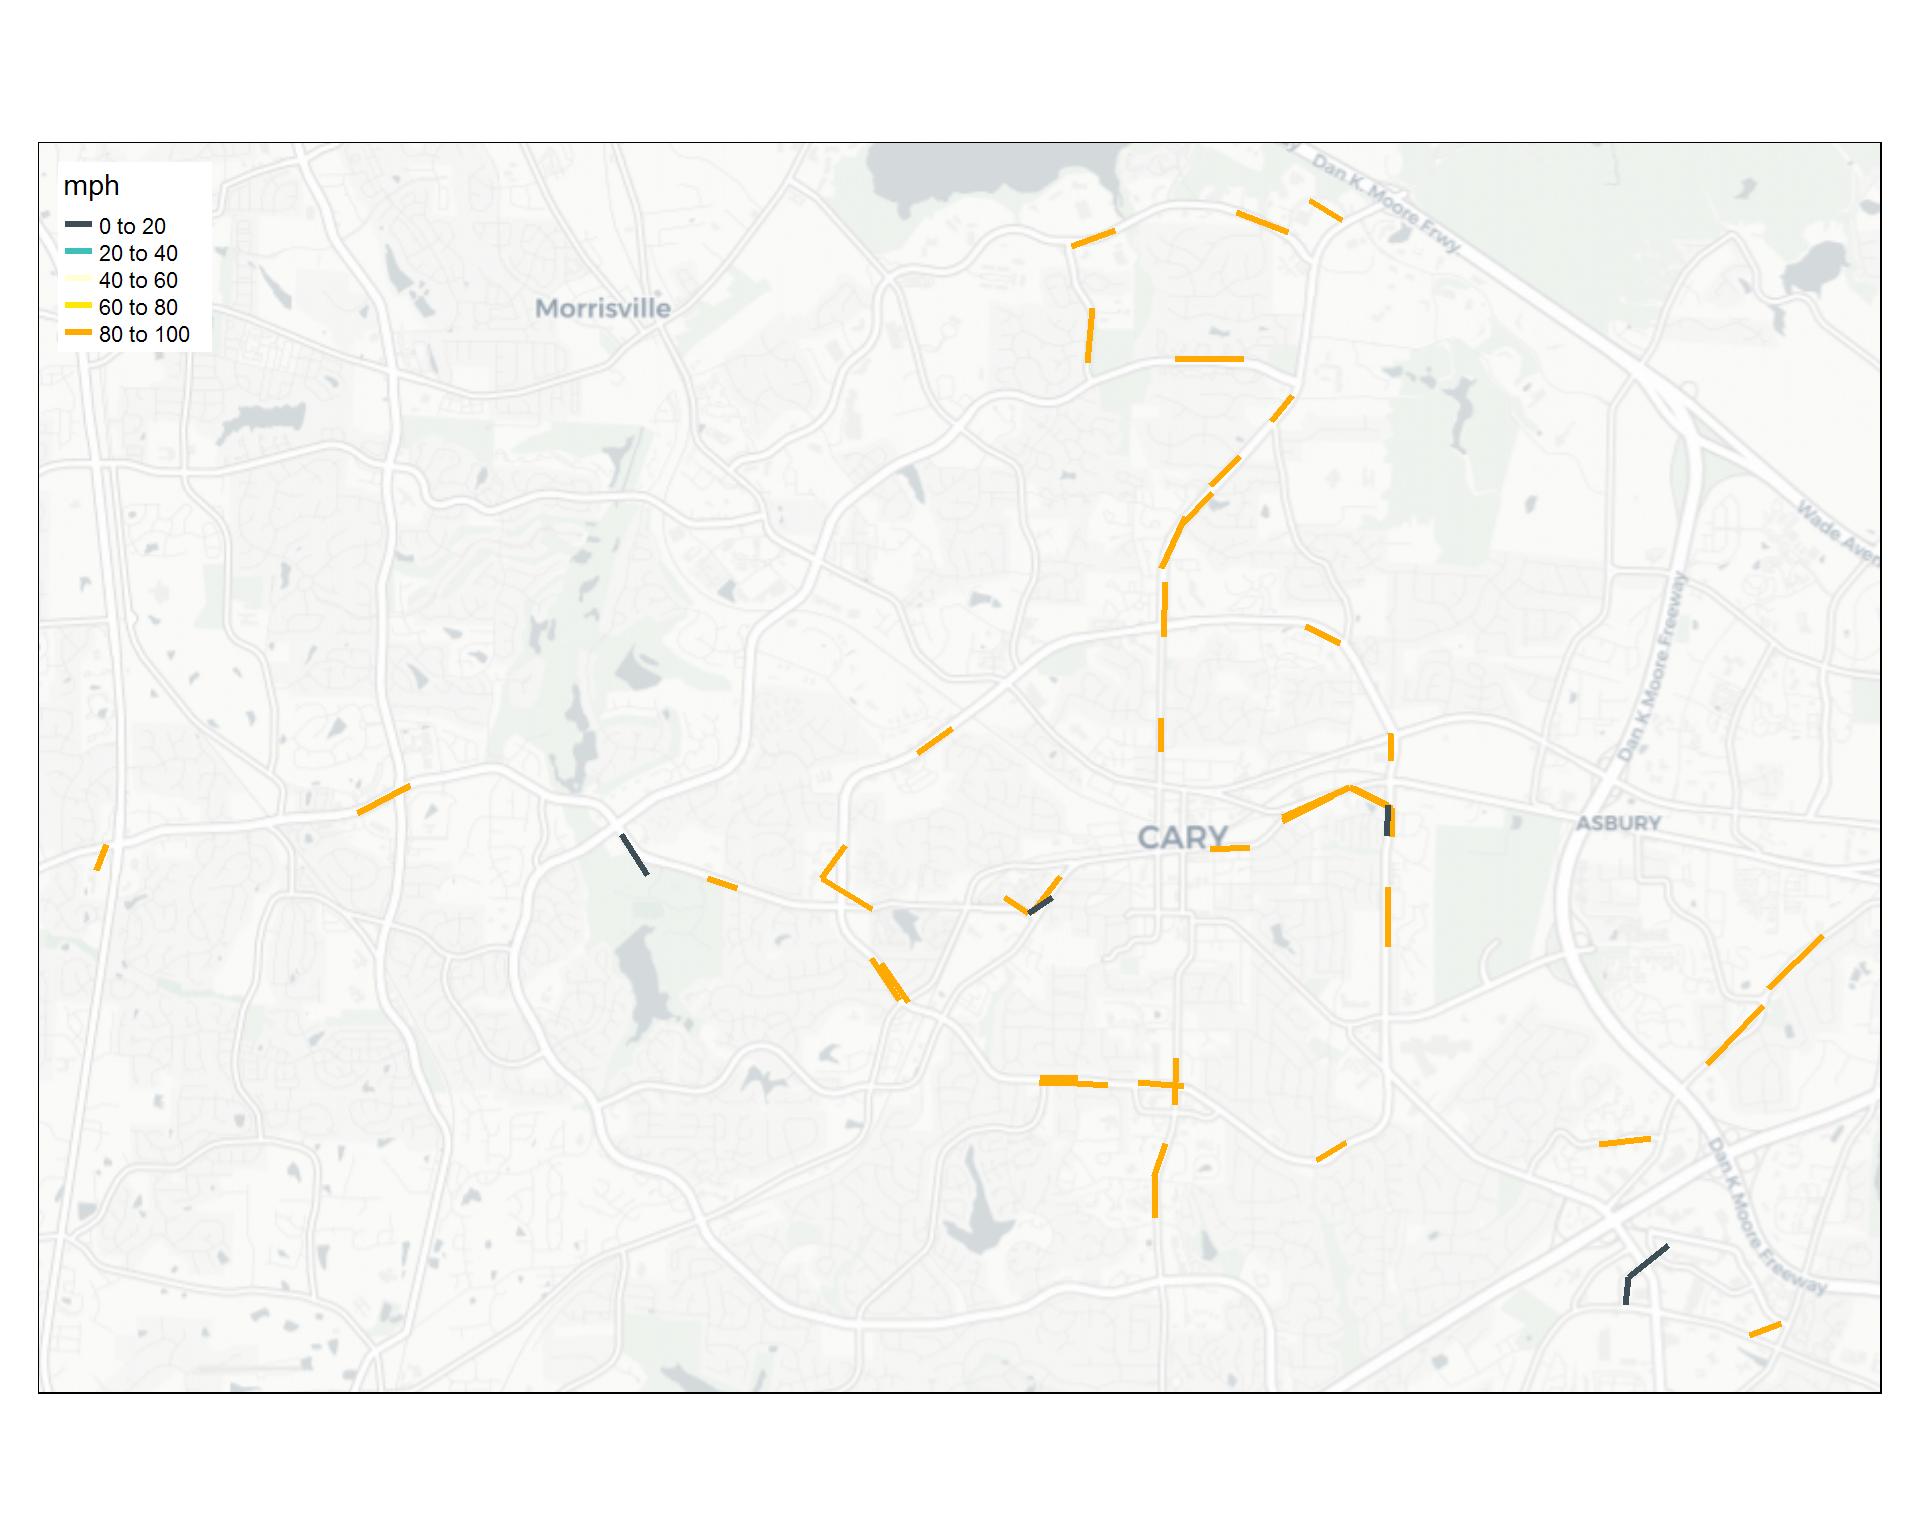 mph
0 to 20
20 to 40
40 to 60
60 to 80
80 to 100
Dan K. Moore Frwy
Morrisville
Wade Aven
Dan K Moore Freeway
CARY
ASBURY
Dan K Moore Freeway